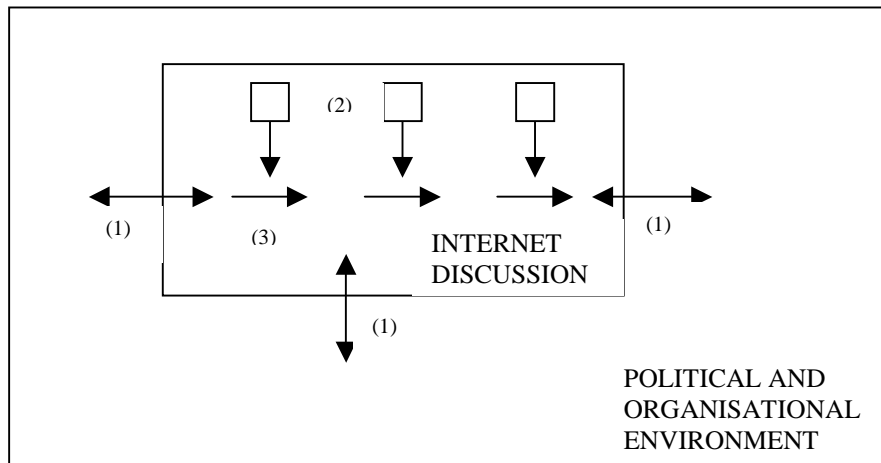 (2)
(1)
(3)
(1)
INTERNET
DISCUSSION
(1)
POLITICAL AND
ORGANISATIONAL
ENVIRONMENT